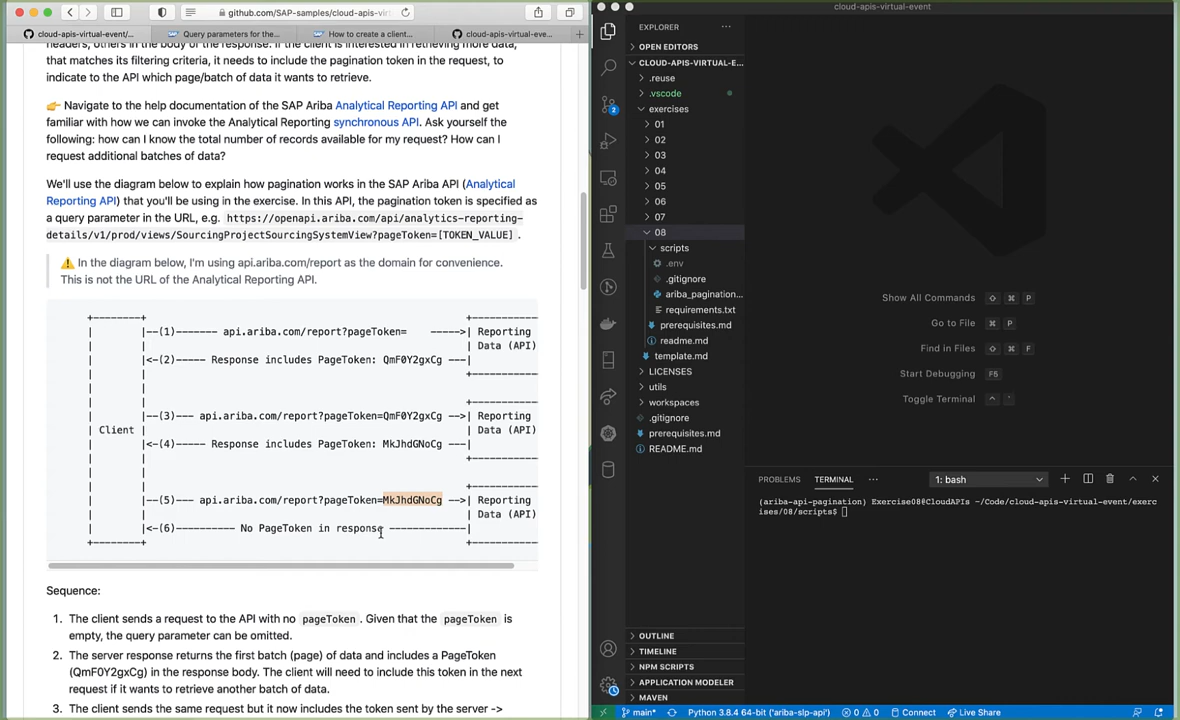 github.com/SAP-samples/cloud-apis-vir
cloud-apis-virtual-event/...
Query parameters for the...
How to create a client...
cloud-apis-virtual-eve...
headers, others in the body of the response. If the client is interested in retrieving more data,
that matches its filtering criteria, it needs to include the pagination token in the request, to
indicate to the API which page/batch of data it wants to retrieve.
👉 Navigate to the help documentation of the SAP Ariba Analytical Reporting API and get
familiar with how we can invoke the Analytical Reporting synchronous API. Ask yourself the
following: how can I know the total number of records available for my request? How can I
request additional batches of data?
We'll use the diagram below to explain how pagination works in the SAP Ariba API (Analytical
Reporting API) that you'll be using in the exercise. In this API, the pagination token is specified as
a query parameter in the URL, e.g. https://openapi.ariba.com/api/analytics-reporting-
details/v1/prod/views/SourcingProjectSourcingSystemView?pageToken=[TOKEN_VALUE] .
⚠️ In the diagram below, I'm using api.ariba.com/report as the domain for convenience.
This is not the URL of the Analytical Reporting API.
+--------+ +-----------
| |--(1)------- api.ariba.com/report?pageToken= ----->| Reporting
| | | Data (API)
| |<-(2)----- Response includes PageToken: QmF0Y2gxCg ---|
| | +-----------
| |
| | +-----------
| |--(3)--- api.ariba.com/report?pageToken=QmF0Y2gxCg -->| Reporting
| Client | | Data (API)
| |<-(4)----- Response includes PageToken: MkJhdGNoCg ---|
| | +-----------
| |
| | +-----------
| |--(5)--- api.ariba.com/report?pageToken=MkJhdGNoCg -->| Reporting
| | | Data (API)
| |<-(6)---------- No PageToken in response -------------|
+--------+ +-----------
Sequence:
1. The client sends a request to the API with no pageToken . Given that the pageToken is
empty, the query parameter can be omitted.
2. The server response returns the first batch (page) of data and includes a PageToken
(QmF0Y2gxCg) in the response body. The client will need to include this token in the next
request if it wants to retrieve another batch of data.
3. The client sends the same request but it now includes the token sent by the server ->
cloud-apis-virtual-event
EXPLORER ...
OPEN EDITORS
CLOUD-APIS-VIRTUAL-E...
.reuse
.vscode
exercises
01
02
03
04
05
06
07
08
scripts
.env
.gitignore
ariba_pagination...
requirements.txt
prerequisites.md
readme.md
template.md
LICENSES
utils
workspaces
.gitignore
prerequisites.md
README.md
OUTLINE
TIMELINE
NPM SCRIPTS
APPLICATION MODELER
MAVEN
2
Show All Commands ⇧ ⌘ P
Go to File ⌘ P
Find in Files ⇧ ⌘ F
Start Debugging F5
Toggle Terminal ^ `
PROBLEMS TERMINAL ... 1: bash
(ariba-api-pagination) Exercise08@CloudAPIs ~/Code/cloud-apis-virtual-event/exerc
ises/08/scripts$
main* Python 3.8.4 64-bit ('ariba-slp-api') 0 0 Connect Live Share